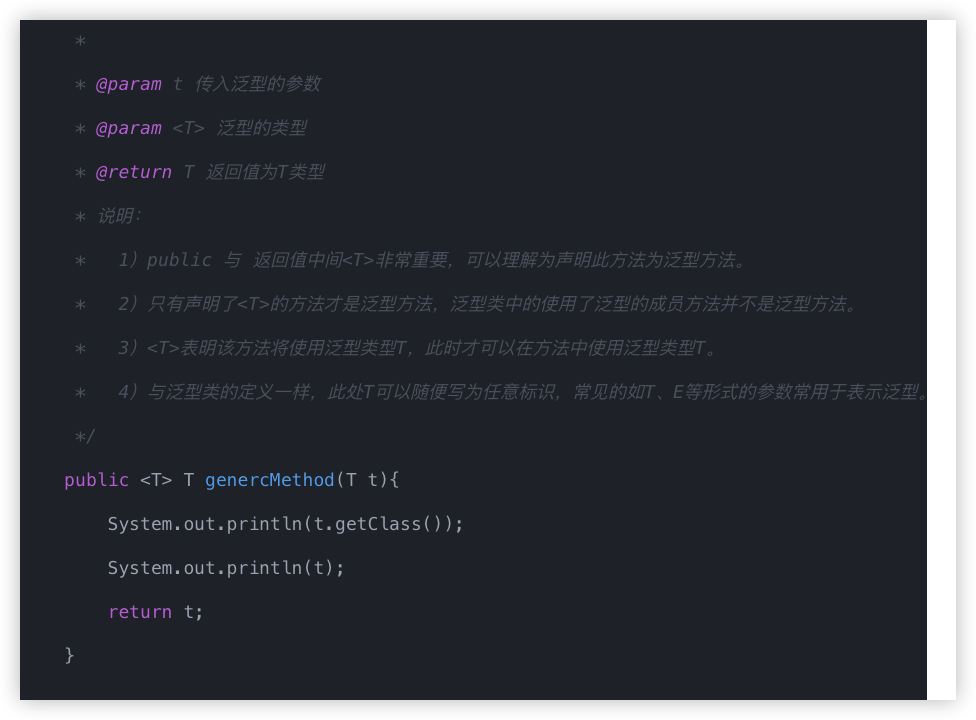 *
* @param t 传入泛型的参数
* @param <T> 泛型的类型
* @return T 返回值为T类型
* 说明：
*   1）public 与 返回值中间<T>非常重要，可以理解为声明此方法为泛型方法。
*   2）只有声明了<T>的方法才是泛型方法，泛型类中的使用了泛型的成员方法并不是泛型方法。
*   3）<T>表明该方法将使用泛型类型T，此时才可以在方法中使用泛型类型T。
*   4）与泛型类的定义一样，此处T可以随便写为任意标识，常见的如T、E等形式的参数常用于表示泛型。
*/
public <T> T genercMethod(T t){
    System.out.println(t.getClass());
    System.out.println(t);
    return t;
}